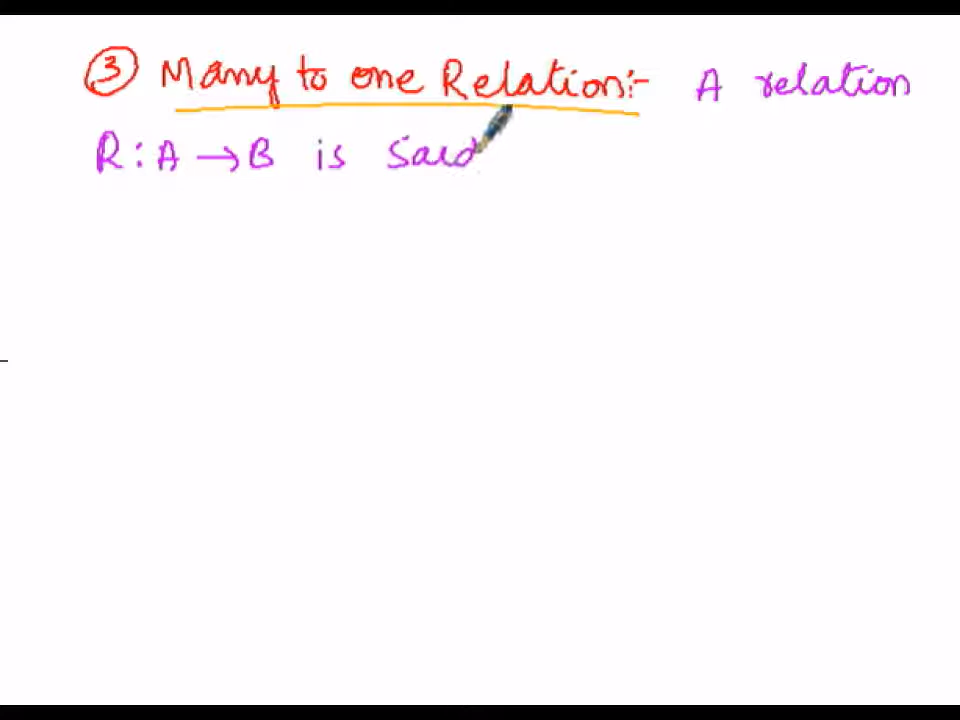 ③ Many to one Relation:- A relation
R : A → B is said